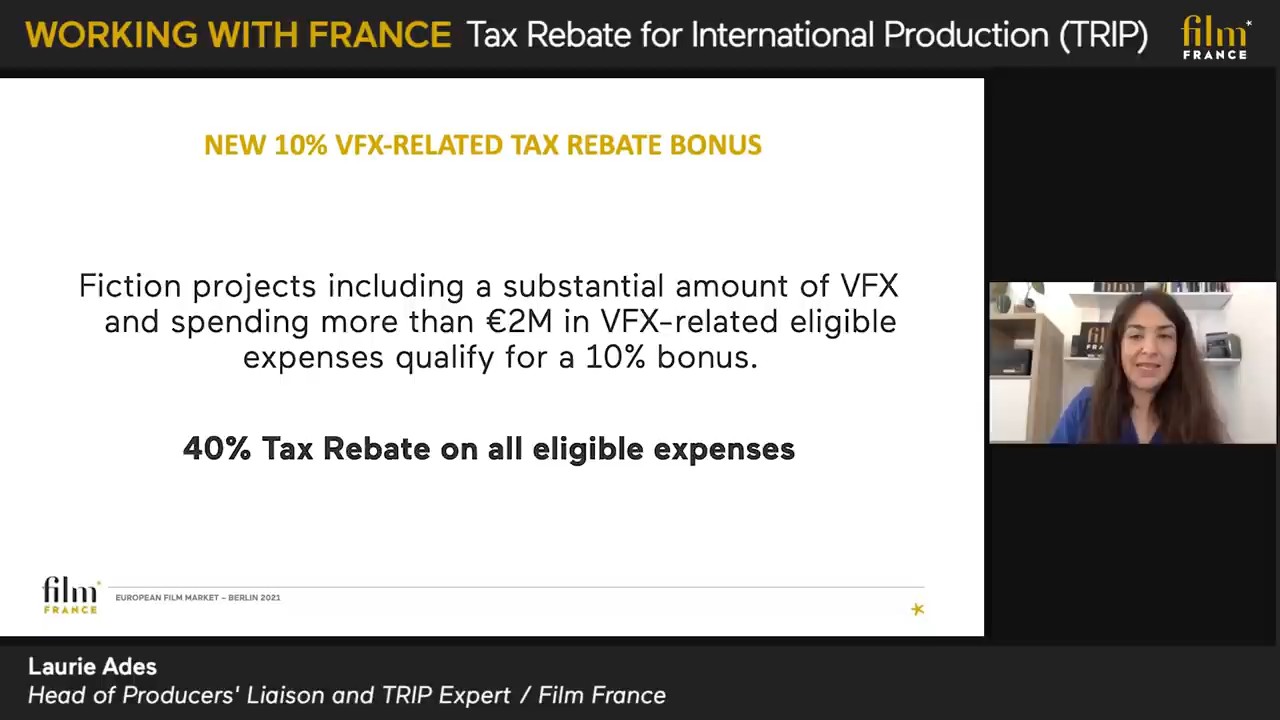 WORKING WITH FRANCE Tax Rebate for International Production (TRIP)
film
FRANCE
NEW 10% VFX-RELATED TAX REBATE BONUS
Fiction projects including a substantial amount of VFX
and spending more than €2M in VFX-related eligible
expenses qualify for a 10% bonus.
40% Tax Rebate on all eligible expenses
film
FRANCE
EUROPEAN FILM MARKET – BERLIN 2021
Laurie Ades
Head of Producers' Liaison and TRIP Expert / Film France